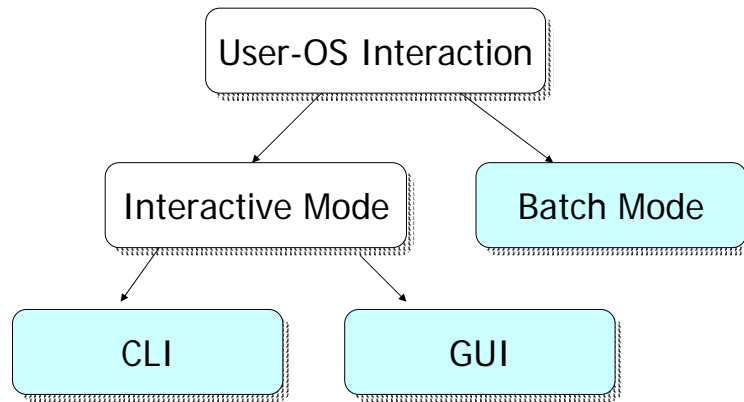 User-OS Interaction
Interactive Mode
Batch Mode
CLI
GUI